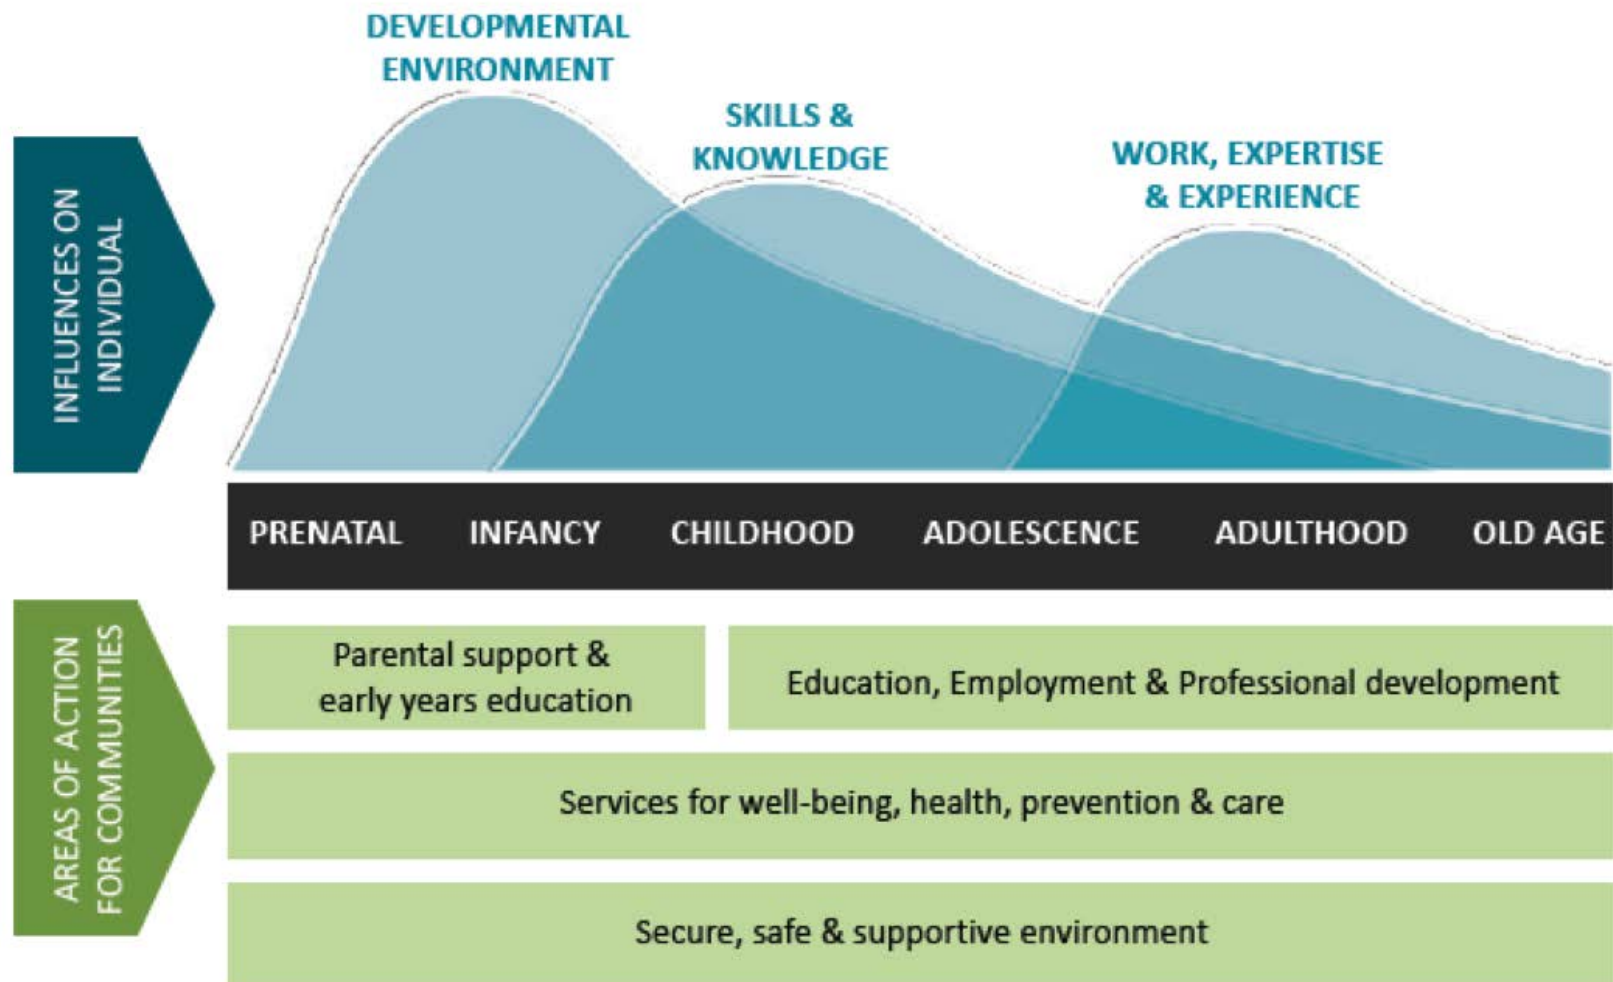 DEVELOPMENTAL
ENVIRONMENT
SKILLS &
KNOWLEDGE
WORK, EXPERTISE
& EXPERIENCE
INFLUENCES ON
INDIVIDUAL
PRENATAL INFANCY CHILDHOOD ADOLESCENCE ADULTHOOD OLD AGE
AREAS OF ACTION
FOR COMMUNITIES
Parental support &
early years education
Education, Employment & Professional development
Services for well-being, health, prevention & care
Secure, safe & supportive environment